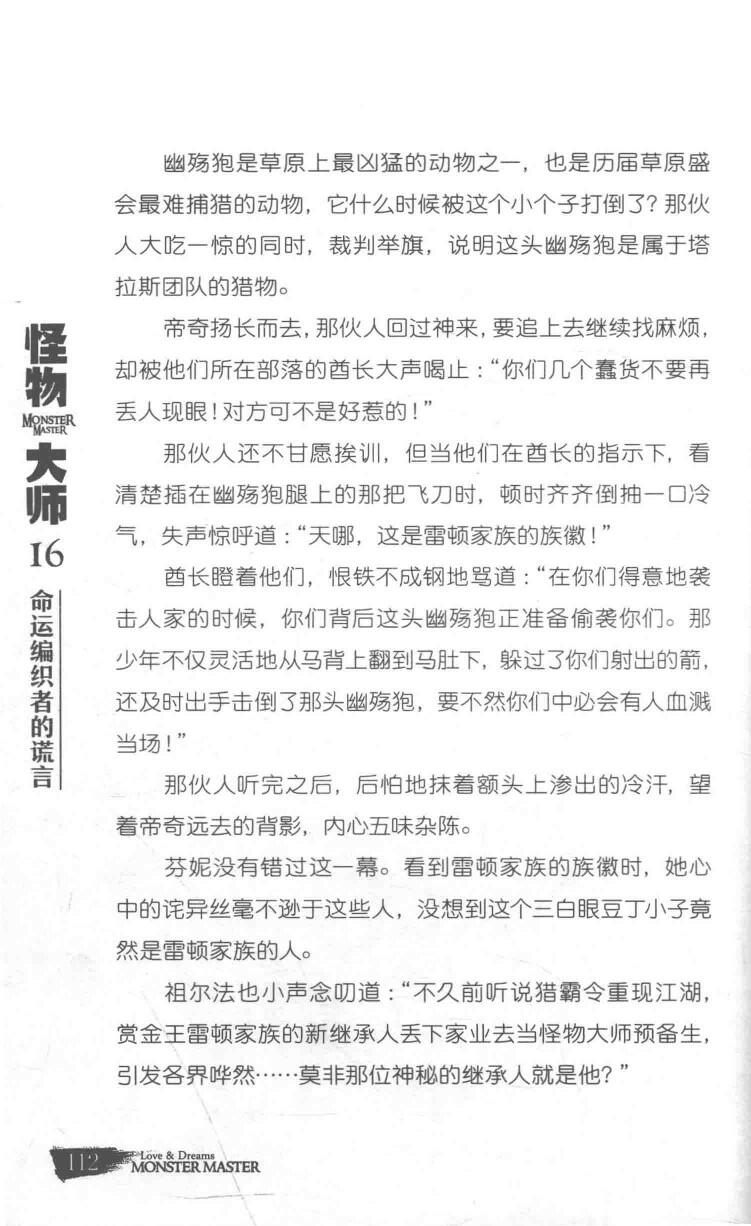 幽殇狍是草原上最凶猛的动物之一，也是历届草原盛
会最难捕猎的动物，它什么时候被这个小个子打倒了？那伙
人大吃一惊的同时，裁判举旗，说明这头幽殇狍是属于塔
拉斯团队的猎物。
帝奇扬长而去，那伙人回过神来，要追上去继续找麻烦，
却被他们所在部落的酋长大声喝止：“你们几个蠢货不要再
丢人现眼！对方可不是好惹的！”
那伙人还不甘愿挨训，但当他们在酋长的指示下，看
清楚插在幽殇狍腿上的那把飞刀时，顿时齐齐倒抽一口冷
气，失声惊呼道：“天哪，这是雷顿家族的族徽！”
酋长瞪着他们，恨铁不成钢地骂道：“在你们得意地袭
击人家的时候，你们背后这头幽殇狍正准备偷袭你们。那
少年不仅灵活地从马背上翻到马肚下，躲过了你们射出的箭，
还及时出手击倒了那头幽殇狍，要不然你们中必会有人血溅
当场！”
那伙人听完之后，后怕地抹着额头上渗出的冷汗，望
着帝奇远去的背影，内心五味杂陈。
芬妮没有错过这一幕。看到雷顿家族的族徽时，她心
中的诧异丝毫不逊于这些人，没想到这个三白眼豆丁小子竟
然是雷顿家族的人。
祖尔法也小声念叨道：“不久前听说猎霸令重现江湖，
赏金王雷顿家族的新继承人丢下家业去当怪物大师预备生，
引发各界哗然……莫非那位神秘的继承人就是他？”
怪物
MONSTER
MASTER
大师
16
命运编织者的谎言
112
Love & Dreams
MONSTER MASTER